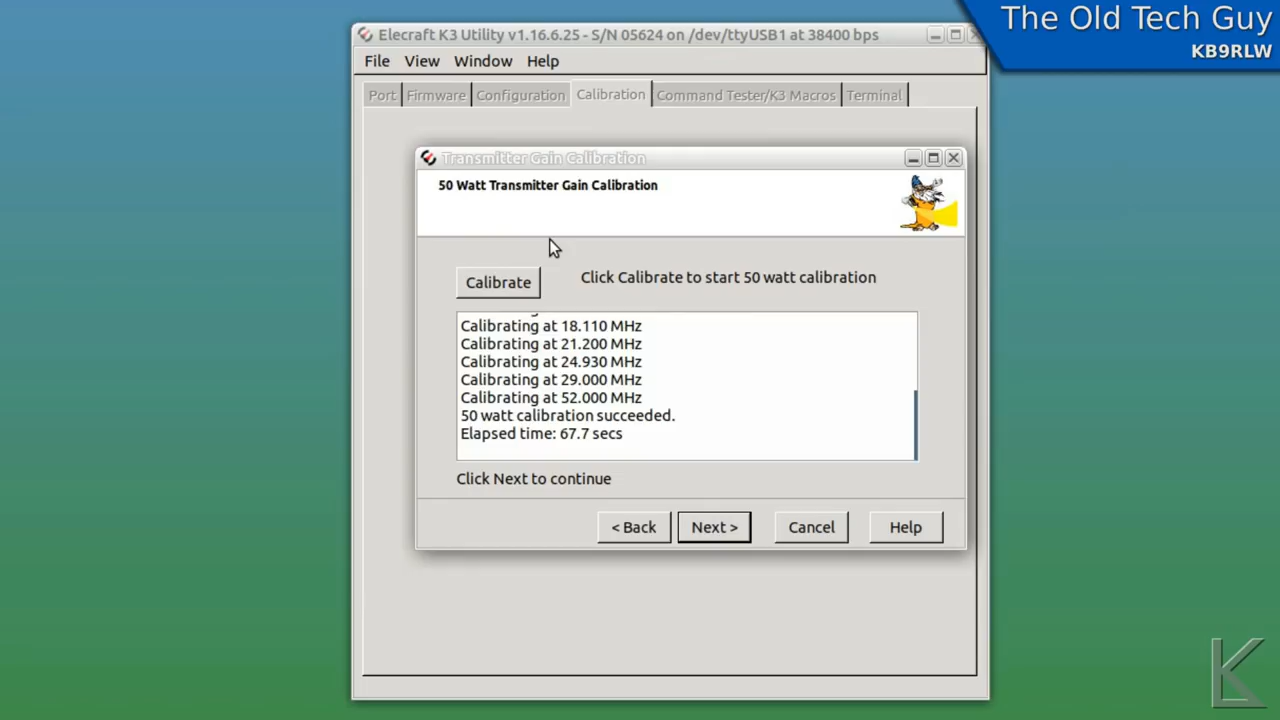 The Old Tech Guy
KB9RLW
Elecraft K3 Utility v1.16.6.25 - S/N 05624 on /dev/ttyUSB1 at 38400 bps
File View Window Help
Port Firmware Configuration Calibration Command Tester/K3 Macros Terminal
Transmitter Gain Calibration
50 Watt Transmitter Gain Calibration
Calibrate
Click Calibrate to start 50 watt calibration
Calibrating at 18.110 MHz
Calibrating at 21.200 MHz
Calibrating at 24.930 MHz
Calibrating at 29.000 MHz
Calibrating at 52.000 MHz
50 watt calibration succeeded.
Elapsed time: 67.7 secs
Click Next to continue
< Back Next > Cancel Help
K